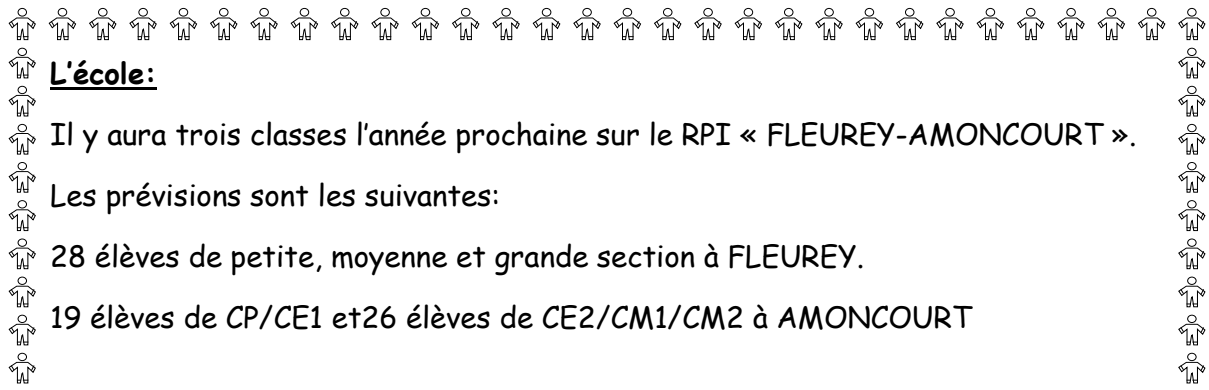 L'école:
Il y aura trois classes l'année prochaine sur le RPI « FLEUREY-AMONCOURT ».
Les prévisions sont les suivantes:
28 élèves de petite, moyenne et grande section à FLEUREY.
19 élèves de CP/CE1 et26 élèves de CE2/CM1/CM2 à AMONCOURT